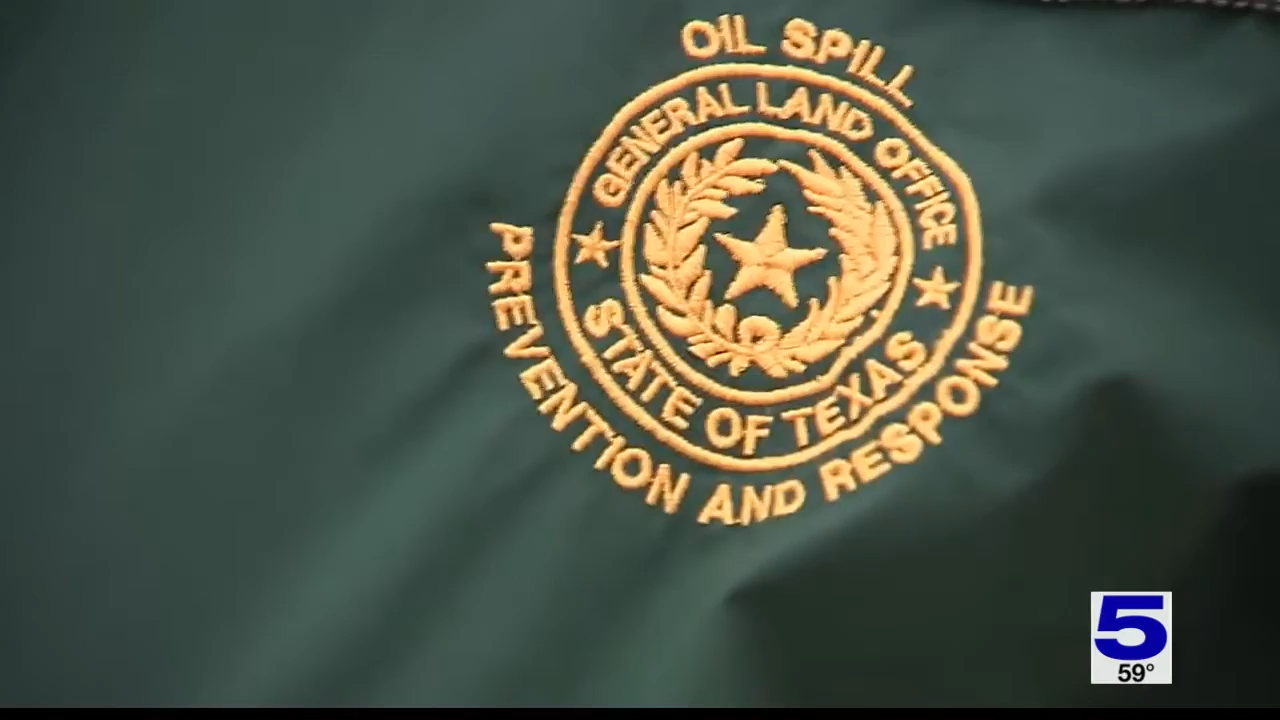 OIL SPILL
GENERAL LAND OFFICE
STATE OF TEXAS
PREVENTION AND RESPONSE
5
59°